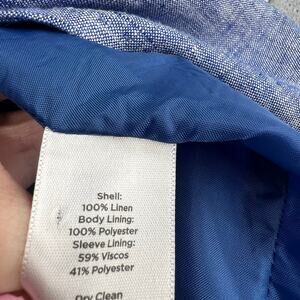 Shell:
100% Linen
Body Lining:
100% Polyester
Sleeve Lining:
59% Viscos
41% Polyester
Dry Clean